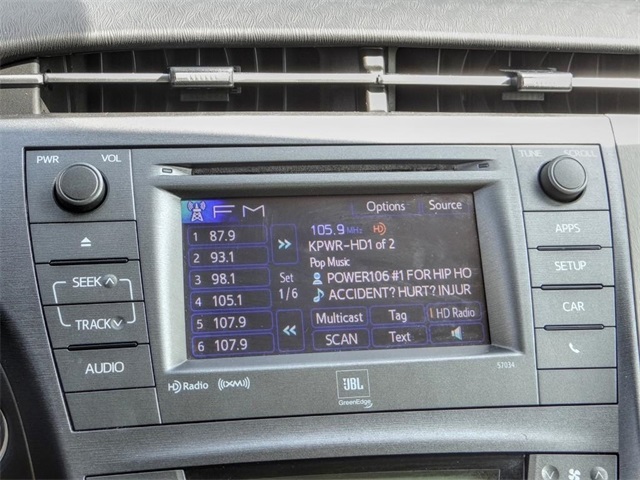 PWR VOL
TUNE SCROLL
FM
Options Source
105.9 MHz HD
1 87.9
KPWR-HD1 of 2
2 93.1
Pop Music
3 98.1
Set
1/6
POWER106 #1 FOR HIP HO
4 105.1
ACCIDENT? HURT? INJUR
5 107.9
Multicast Tag HD Radio
6 107.9
SCAN Text
SEEK
TRACK
AUDIO
APPS
SETUP
CAR
HD Radio (XM)
JBL
GreenEdge
57034